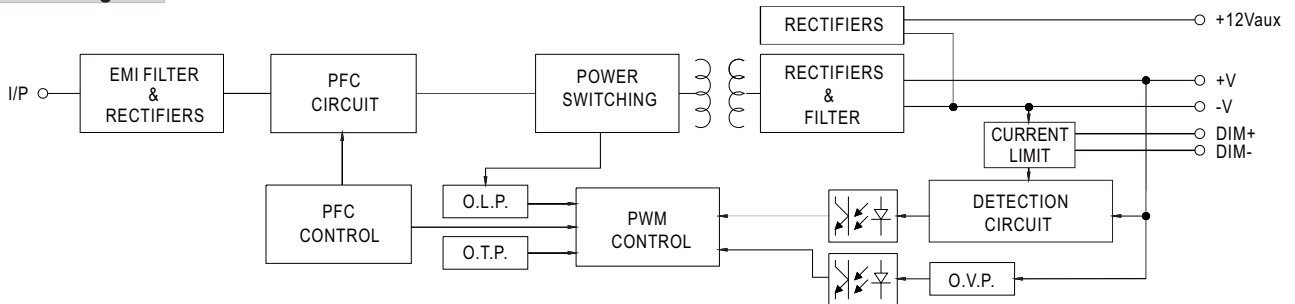 RECTIFIERS
+12Vaux
I/P
EMI FILTER
&
RECTIFIERS
PFC
CIRCUIT
POWER
SWITCHING
RECTIFIERS
&
FILTER
+V
-V
CURRENT
LIMIT
DIM+
DIM-
PFC
CONTROL
O.L.P.
O.T.P.
PWM
CONTROL
DETECTION
CIRCUIT
O.V.P.